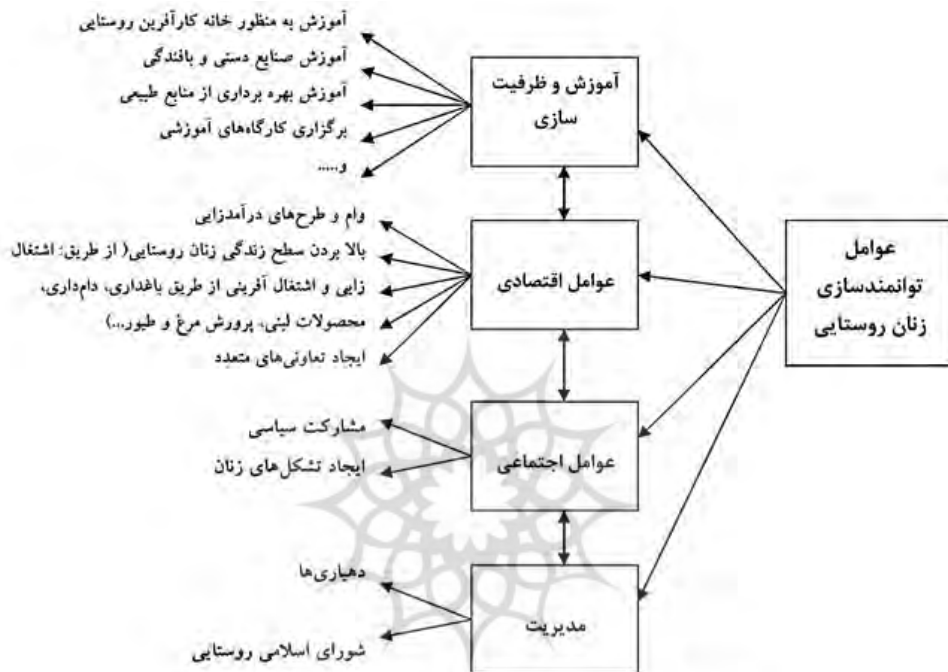 عوامل
توانمندسازی
زنان روستایی
آموزش و ظرفیت
سازی
آموزش به منظور خانه کارآفرین روستایی
آموزش صنایع دستی و بافندگی
آموزش بهره برداری از منابع طبیعی
برگزاری کارگاه‌های آموزشی
و.....
عوامل اقتصادی
وام و طرح‌های درآمدزایی
بالا بردن سطح زندگی زنان روستایی( از طریق: اشتغال
زایی و اشتغال آفرینی از طریق باغداری، دام‌داری،
محصولات لبنی، پرورش مرغ و طیور...)
ایجاد تعاونی‌های متعدد
عوامل اجتماعی
مشارکت سیاسی
ایجاد تشکل‌های زنان
مدیریت
دهیاری‌ها
شورای اسلامی روستایی